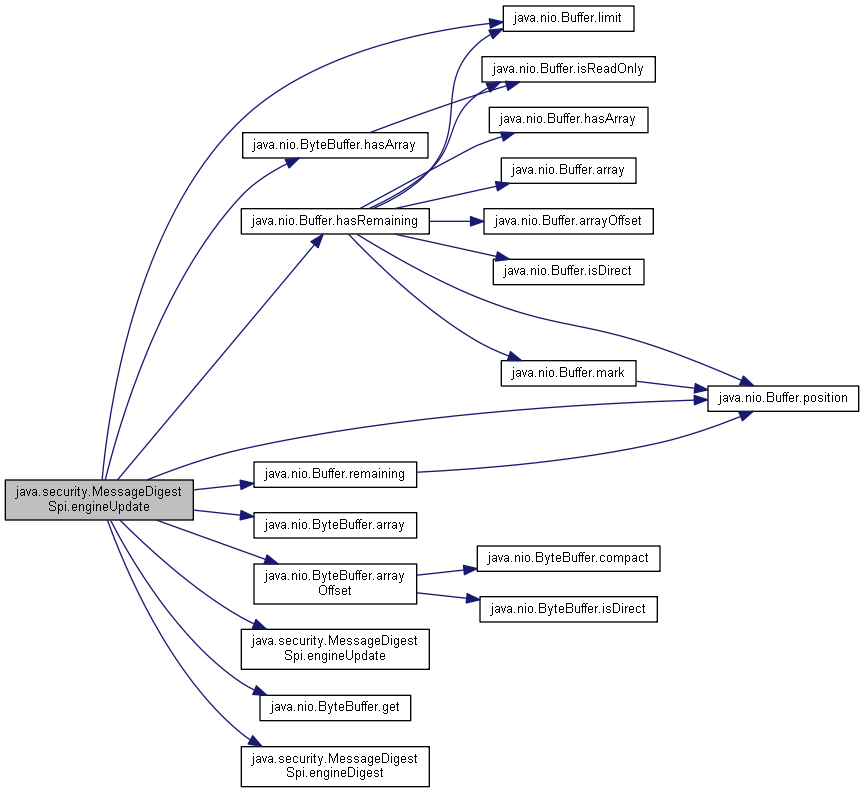 java.nio.Buffer.limit
java.nio.Buffer.isReadOnly
java.nio.Buffer.hasArray
java.nio.ByteBuffer.hasArray
java.nio.Buffer.array
java.nio.Buffer.hasRemaining
java.nio.Buffer.arrayOffset
java.nio.Buffer.isDirect
java.nio.Buffer.mark
java.nio.Buffer.position
java.nio.Buffer.remaining
java.security.MessageDigest
Spi.engineUpdate
java.nio.ByteBuffer.array
java.nio.ByteBuffer.compact
java.nio.ByteBuffer.array
Offset
java.nio.ByteBuffer.isDirect
java.security.MessageDigest
Spi.engineUpdate
java.nio.ByteBuffer.get
java.security.MessageDigest
Spi.engineDigest